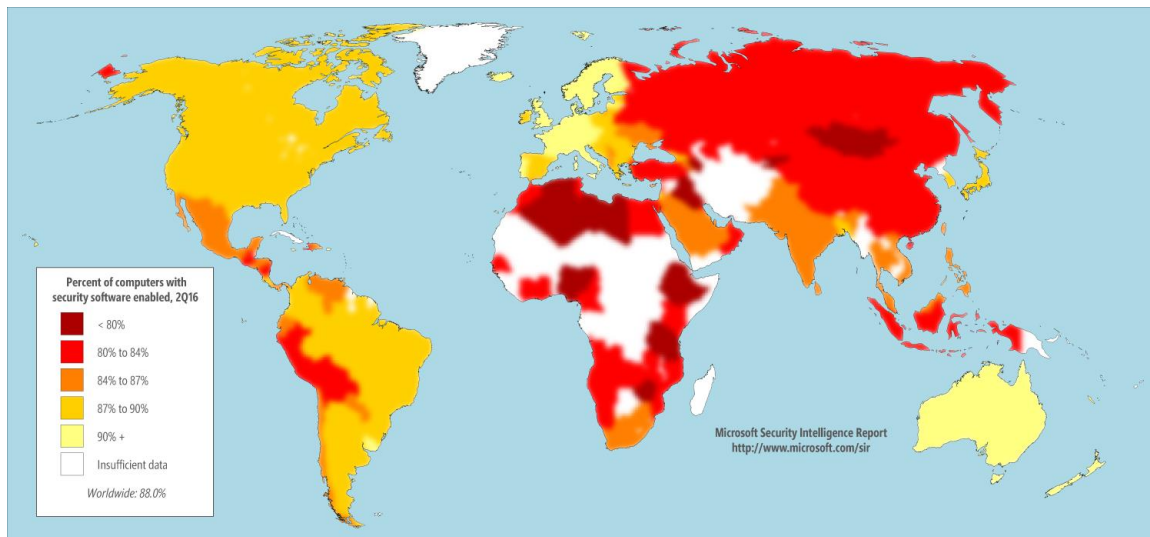 Percent of computers with
security software enabled, 2Q16
< 80%
80% to 84%
84% to 87%
87% to 90%
90% +
Insufficient data
Worldwide: 88.0%
Microsoft Security Intelligence Report
http://www.microsoft.com/sir